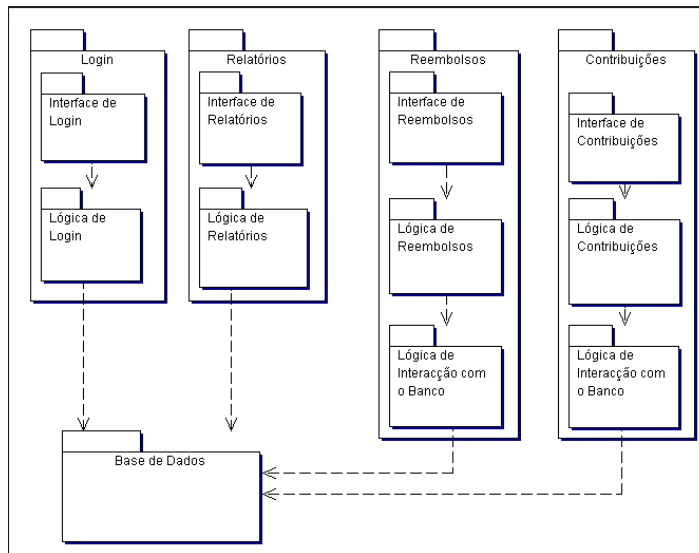 Login
Interface de
Login
Lógica de
Login
Relatórios
Interface de
Relatórios
Lógica de
Relatórios
Reembolsos
Interface de
Reembolsos
Lógica de
Reembolsos
Lógica de
Interacção com
o Banco
Contribuições
Interface de
Contribuições
Lógica de
Contribuições
Lógica de
Interacção com
o Banco
Base de Dados